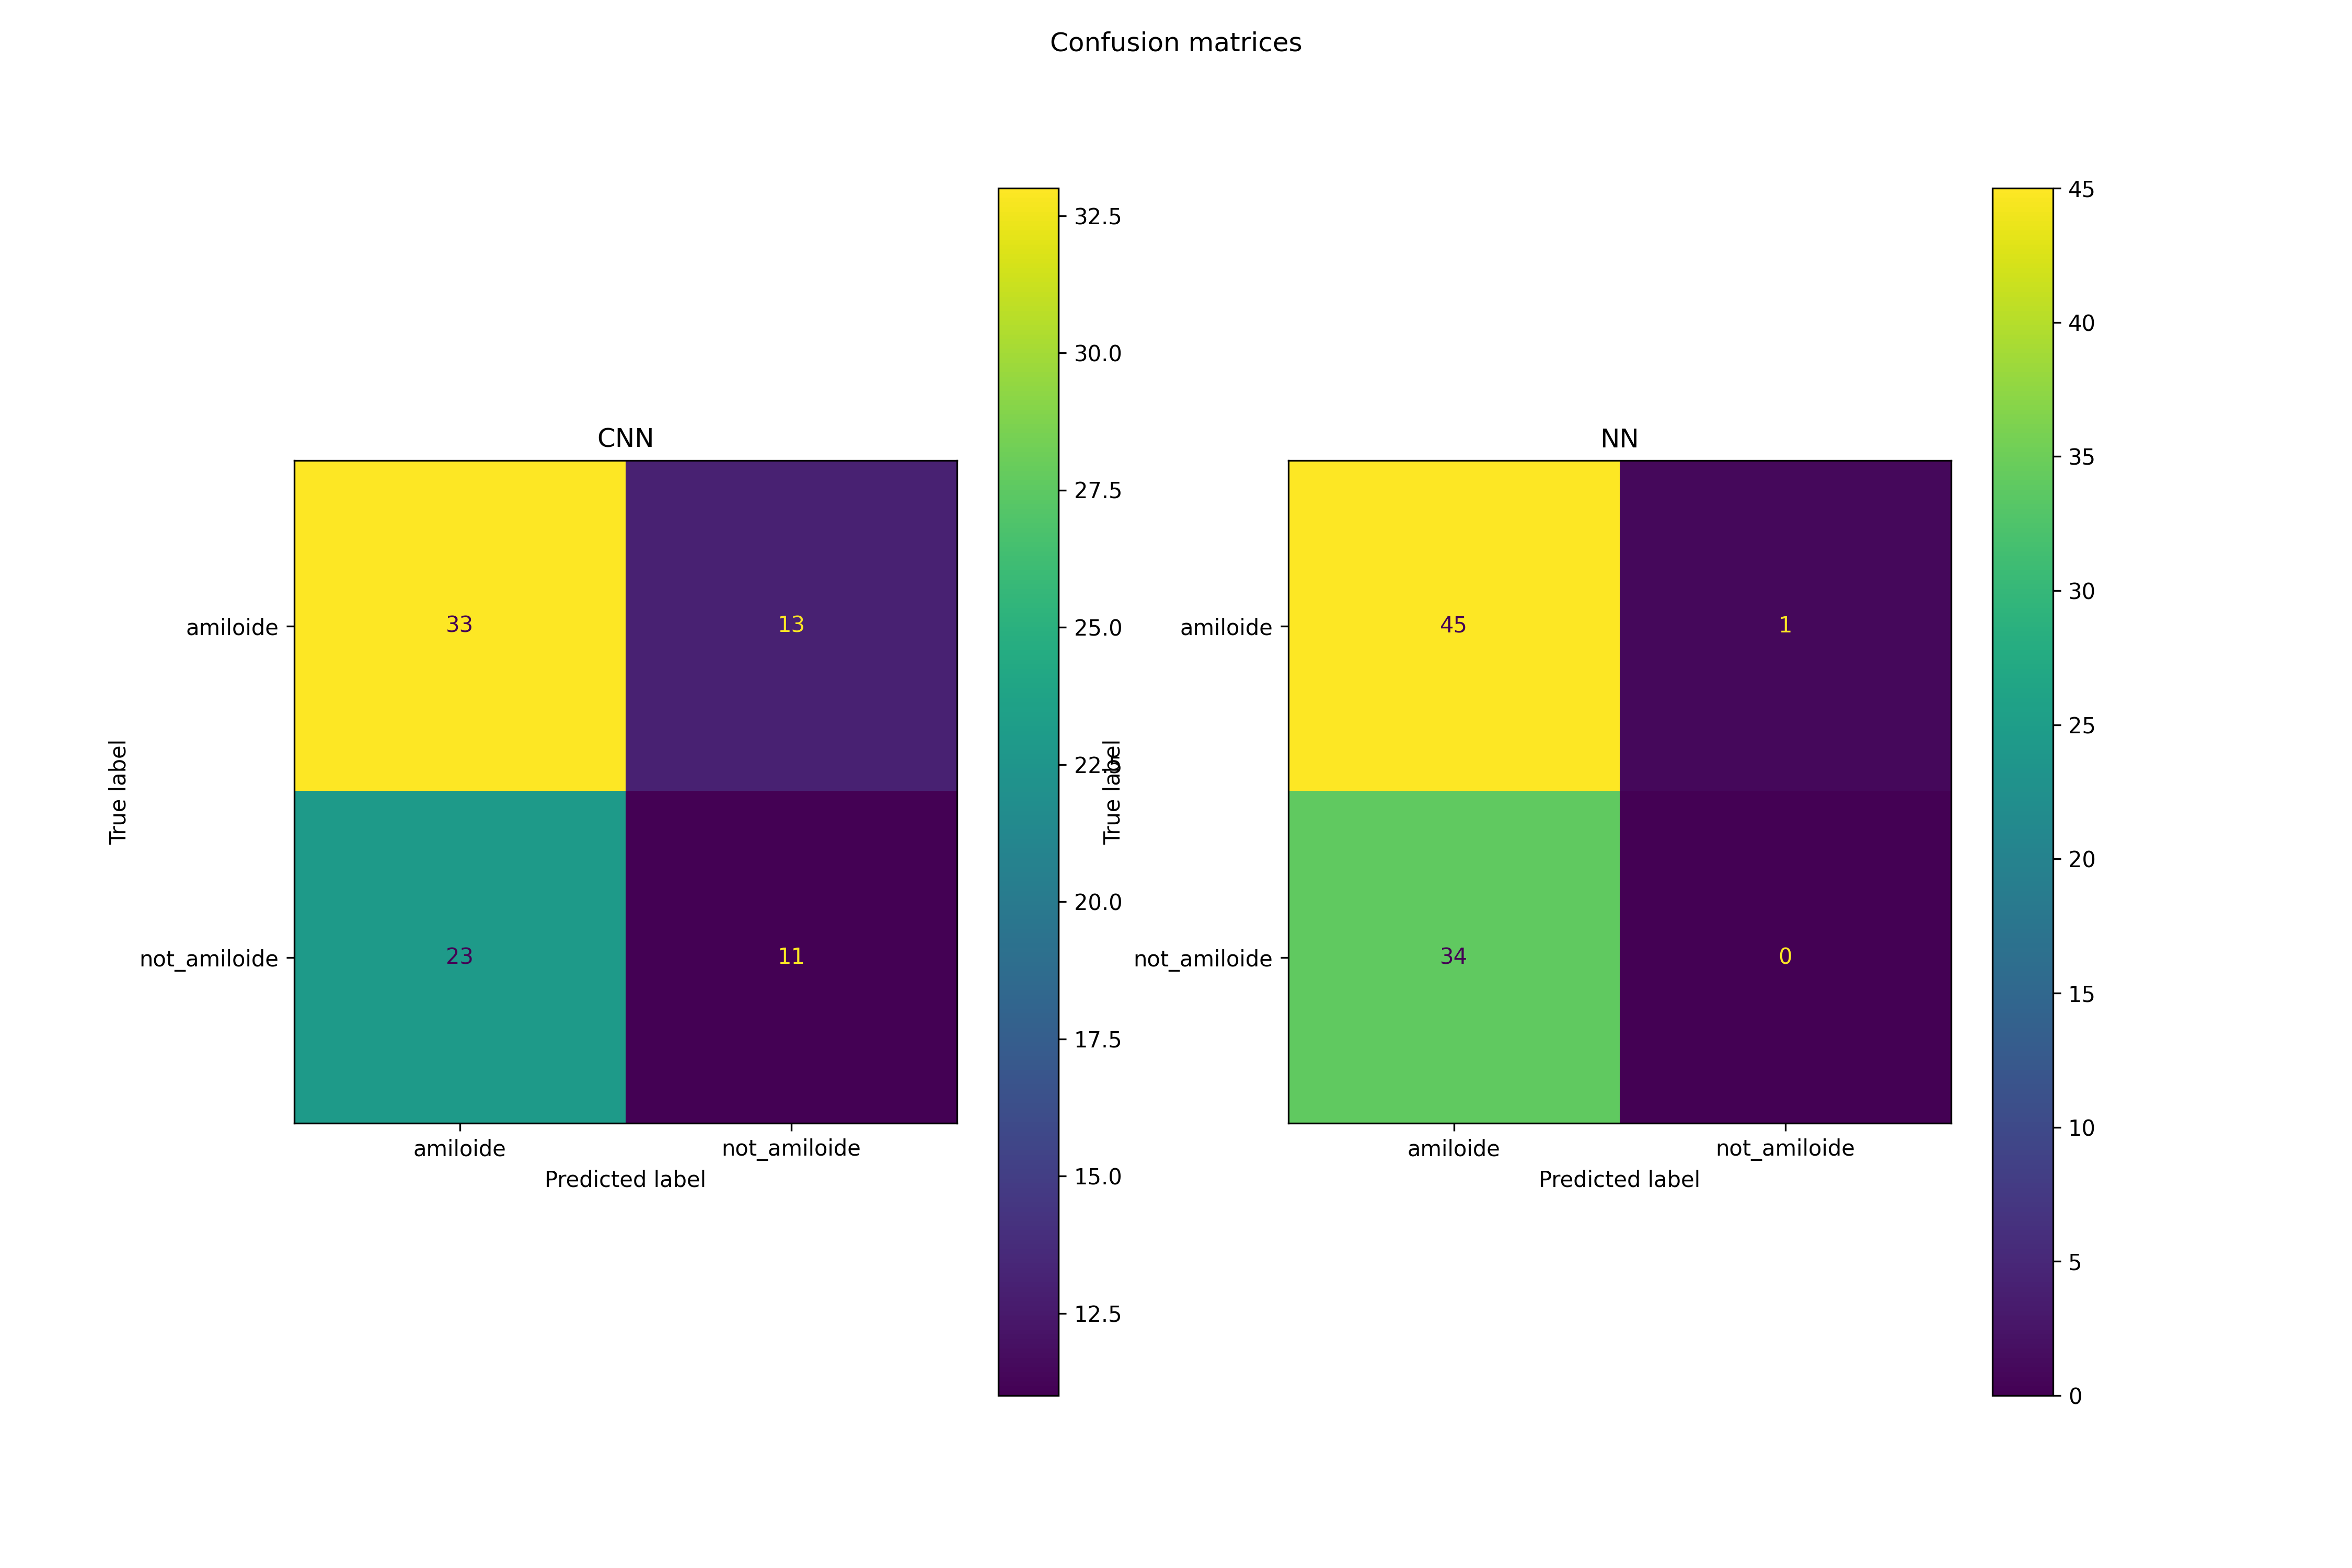 Confusion matrices
CNN
True label
amiloide
not_amiloide
33
13
23
11
amiloide
not_amiloide
Predicted label
32.5
30.0
27.5
25.0
22.5
20.0
17.5
15.0
12.5
NN
True label
amiloide
not_amiloide
45
1
34
0
amiloide
not_amiloide
Predicted label
45
40
35
30
25
20
15
10
5
0